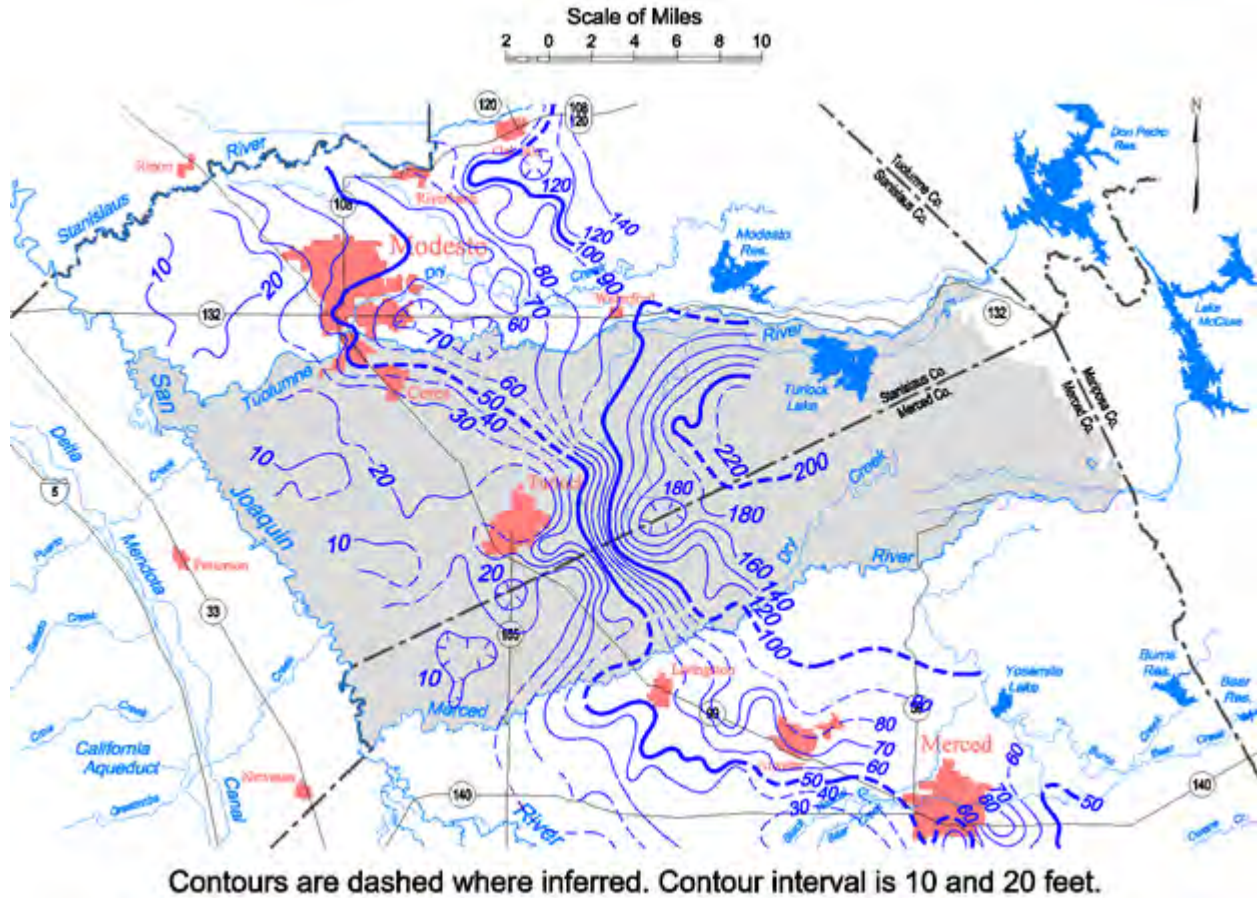 Scale of Miles
2 0 2 4 6 8 10
120
108
120
N
Don Pedro
Res.
Tuolumne Co.
Stanislaus Co.
Ripon
River
Stanislaus
108
120
140
120
100
90
80
70
60
Modesto
Dry
Creek
Modesto
Res.
10
20
132
Waterford
River
132
Lake
McClure
70
Turlock
Lake
Stanislaus Co.
Merced Co.
Mariposa Co.
Merced Co.
San
Joaquin
Tuolumne
Ceres
60
50
40
30
Delta
Mendota
Canal
5
10
20
220
200
Creek
Dry
Turlock
180
180
10
Patterson
33
20
160
140
120
100
River
165
10
Merced
Livingston
99
Yosemite
Lake
Burns
Res.
Bear
Res.
California
Aqueduct
Creek
Newman
140
River
80
70
60
50
40
30
Merced
59
60
70
80
60
50
140
Burns
Creek
Bear
Creek
Contours are dashed where inferred. Contour interval is 10 and 20 feet.